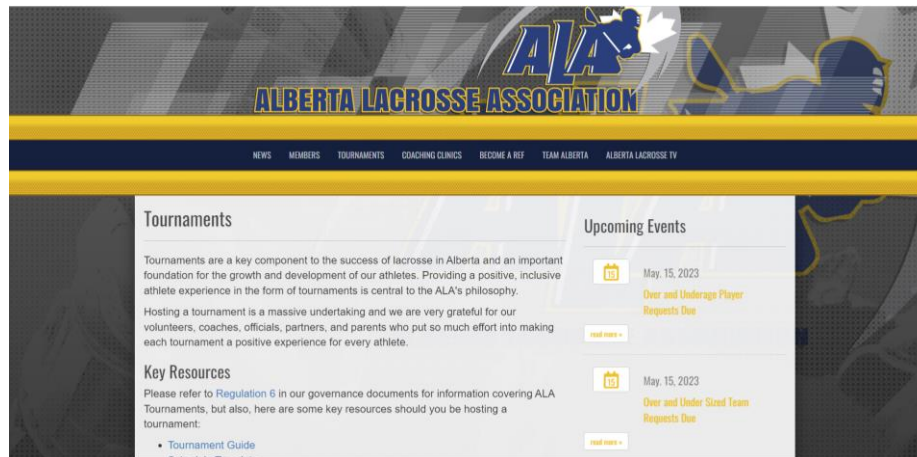 ALA
ALBERTA LACROSSE ASSOCIATION
NEWS MEMBERS TOURNAMENTS COACHING CLINICS BECOME A REF TEAM ALBERTA ALBERTA LACROSSE TV
Tournaments
Tournaments are a key component to the success of lacrosse in Alberta and an important
foundation for the growth and development of our athletes. Providing a positive, inclusive
athlete experience in the form of tournaments is central to the ALA's philosophy.
Hosting a tournament is a massive undertaking and we are very grateful for our
volunteers, coaches, officials, partners, and parents who put so much effort into making
each tournament a positive experience for every athlete.
Key Resources
Please refer to Regulation 6 in our governance documents for information covering ALA
Tournaments, but also, here are some key resources should you be hosting a
tournament:
• Tournament Guide
Upcoming Events
15
May. 15, 2023
Over and Underage Player
Requests Due
read more »
15
May. 15, 2023
Over and Under Sized Team
Requests Due
read more »